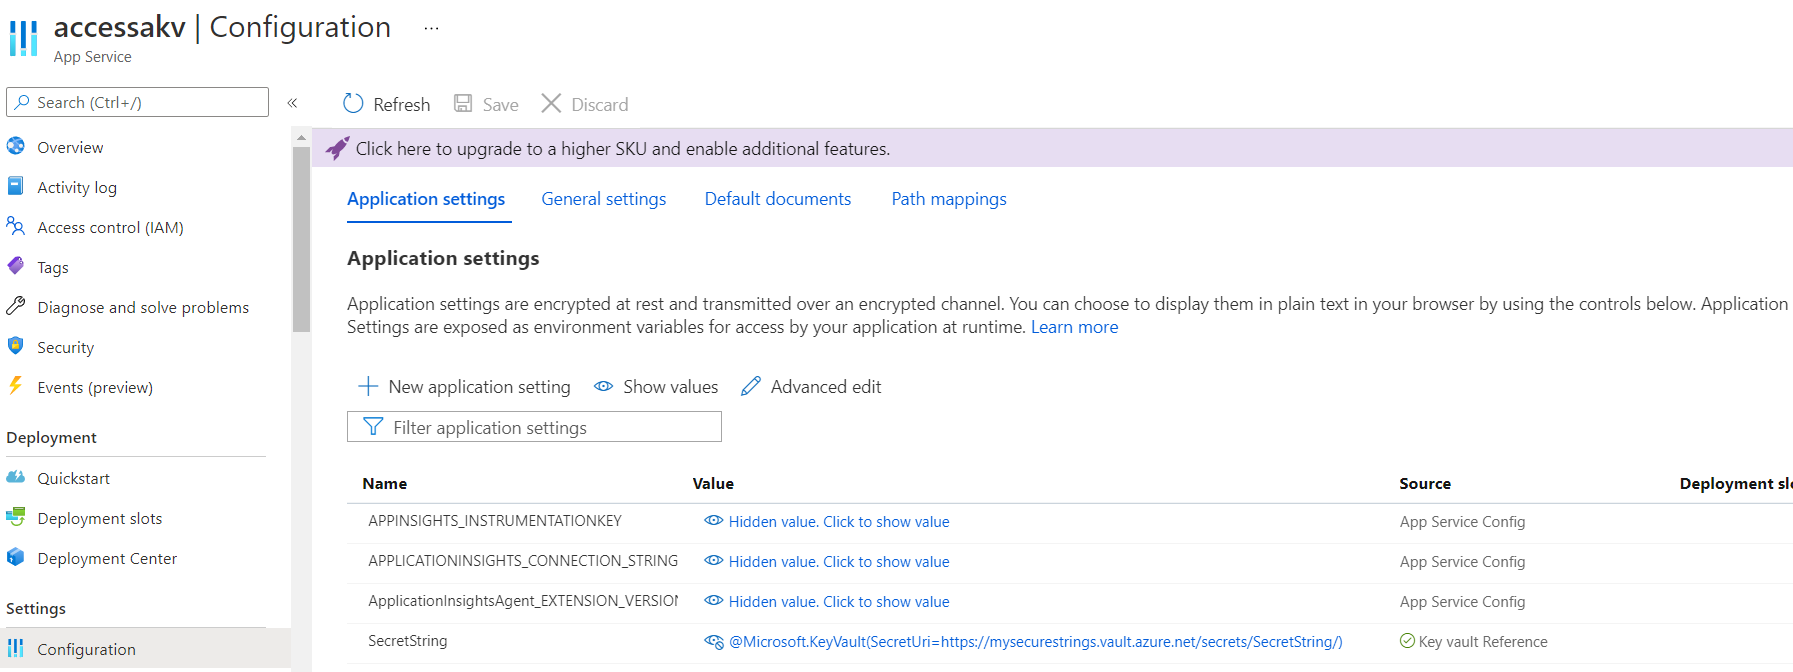 accessakv | Configuration ...
App Service
Search (Ctrl+/) «
Overview
Activity log
Access control (IAM)
Tags
Diagnose and solve problems
Security
Events (preview)
Deployment
Quickstart
Deployment slots
Deployment Center
Settings
Configuration
Refresh Save Discard
Click here to upgrade to a higher SKU and enable additional features.
Application settings General settings Default documents Path mappings
Application settings
Application settings are encrypted at rest and transmitted over an encrypted channel. You can choose to display them in plain text in your browser by using the controls below. Application
Settings are exposed as environment variables for access by your application at runtime. Learn more
New application setting Show values Advanced edit
Filter application settings
Name Value Source Deployment slo
APPINSIGHTS_INSTRUMENTATIONKEY Hidden value. Click to show value App Service Config
APPLICATIONINSIGHTS_CONNECTION_STRING Hidden value. Click to show value App Service Config
ApplicationInsightsAgent_EXTENSION_VERSION Hidden value. Click to show value App Service Config
SecretString @Microsoft.KeyVault(SecretUri=https://mysecurestrings.vault.azure.net/secrets/SecretString/) Key vault Reference